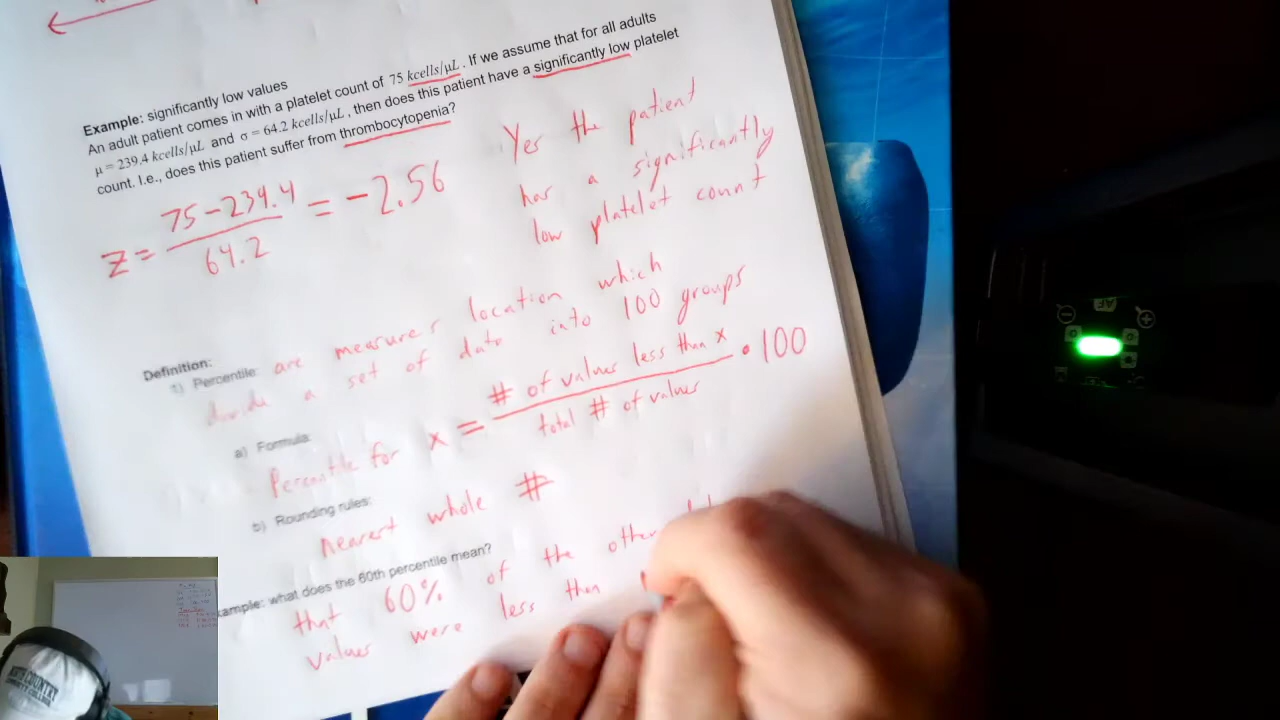 Example: significantly low values
An adult patient comes in with a platelet count of 75 kcells/μL. If we assume that for all adults
μ = 239.4 kcells/μL and σ = 64.2 kcells/μL, then does this patient have a significantly low platelet
count. I.e., does this patient suffer from thrombocytopenia?
Yes the patient
has a significantly
low platelet count
z = (75 - 239.4) / 64.2 = -2.56
Definition:
1) Percentile: are measures location which
divide a set of data into 100 groups
a) Formula:
Percentile for x = (# of values less than x) / (total # of values) • 100
b) Rounding rules:
nearest whole #
xample: what does the 60th percentile mean?
that 60% of the other
values were less than